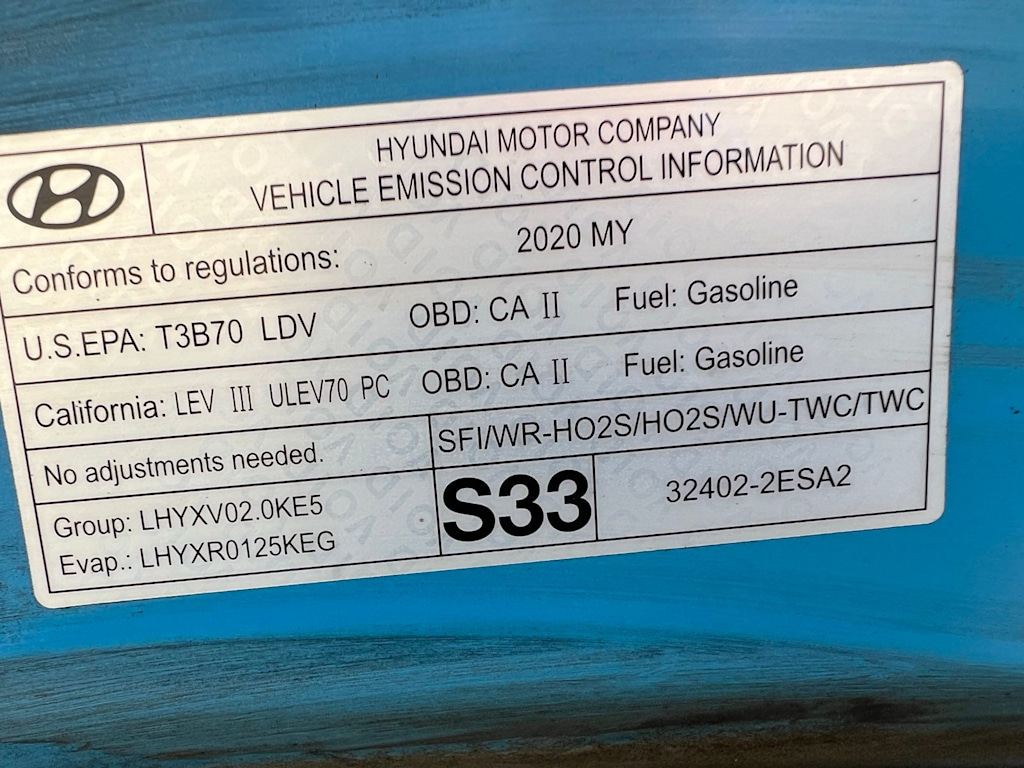 HYUNDAI MOTOR COMPANY
VEHICLE EMISSION CONTROL INFORMATION
Conforms to regulations: 2020 MY
U.S.EPA: T3B70 LDV OBD: CA II Fuel: Gasoline
California: LEV III ULEV70 PC OBD: CA II Fuel: Gasoline
No adjustments needed. SFI/WR-HO2S/HO2S/WU-TWC/TWC
Group: LHYXV02.0KE5
Evap.: LHYXR0125KEG
S33
32402-2ESA2